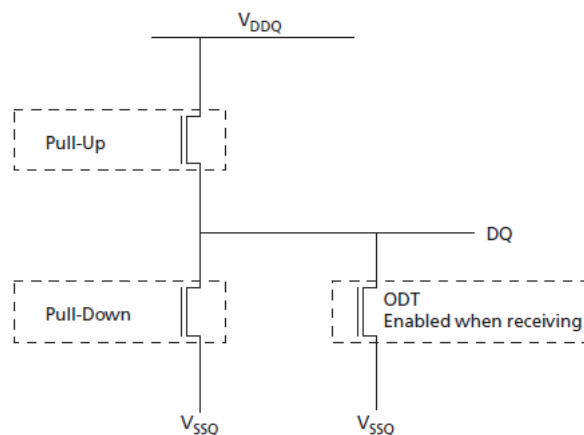 VDDQ
Pull-Up
DQ
Pull-Down
ODT
Enabled when receiving
VSSQ
VSSQ